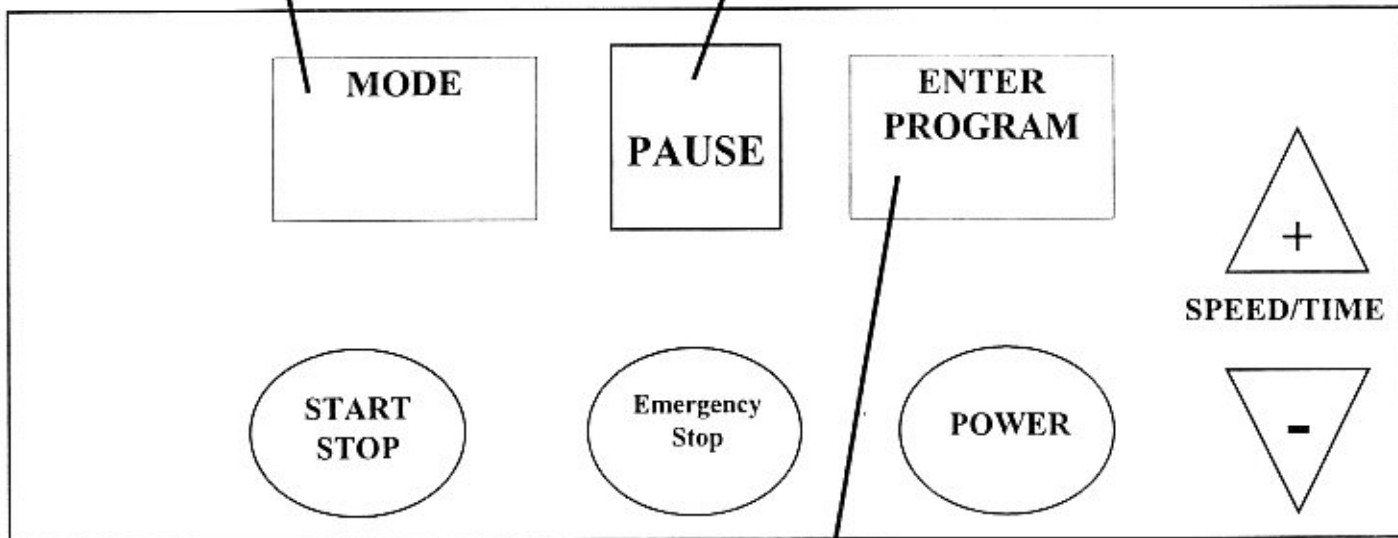 MODE
PAUSE
ENTER
PROGRAM
+
SPEED/TIME
-
START
STOP
Emergency
Stop
POWER